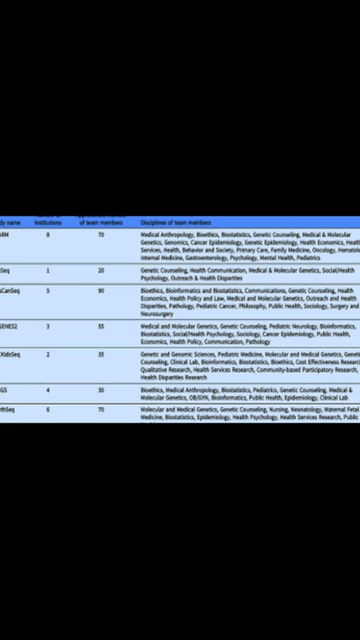 of team members Disciplines of team members
ARM 8 70 Medical Anthropology, Bioethics, Biostatistics, Genetic Counseling, Medical & Molecular
Genetics, Genomics, Cancer Epidemiology, Genetic Epidemiology, Health Economics, Healt
Services, Health, Behavior and Society, Primary Care, Family Medicine, Oncology, Hematolo
Internal Medicine, Gastroenterology, Psychology, Mental Health, Pediatrics
Seq 1 20 Genetic Counseling, Health Communication, Medical & Molecular Genetics, Social/Health
Psychology, Outreach & Health Disparities
CanSeq 5 90 Bioethics, Bioinformatics and Biostatistics, Communications, Genetic Counseling, Health
Economics, Health Policy and Law, Medical and Molecular Genetics, Outreach and Health
Disparities, Pathology, Pediatric Cancer, Philosophy, Public Health, Sociology, Surgery and
Neurosurgery
GENES2 3 55 Medical and Molecular Genetics, Genetic Counseling, Pediatric Neurology, Bioinformatics,
Biostatistics, Social/Health Psychology, Sociology, Cancer Epidemiology, Public Health,
Economics, Health Policy, Communication, Pathology
KidsSeq 2 35 Genetic and Genomic Sciences, Pediatric Medicine, Molecular and Medical Genetics, Geneti
Counseling, Clinical Lab, Bioinformatics, Biostatistics, Bioethics, Cost Effectiveness Researc
Qualitative Research, Health Services Research, Community-based Participatory Research,
Health Disparities Research
GS 4 30 Bioethics, Medical Anthropology, Biostatistics, Pediatrics, Genetic Counseling, Medical &
Molecular Genetics, OB/GYN, Bioinformatics, Public Health, Epidemiology, Clinical Lab
thSeq 6 70 Molecular and Medical Genetics, Genetic Counseling, Nursing, Neonatology, Maternal Fetal
Medicine, Biostatistics, Epidemiology, Health Psychology, Health Services Research, Public